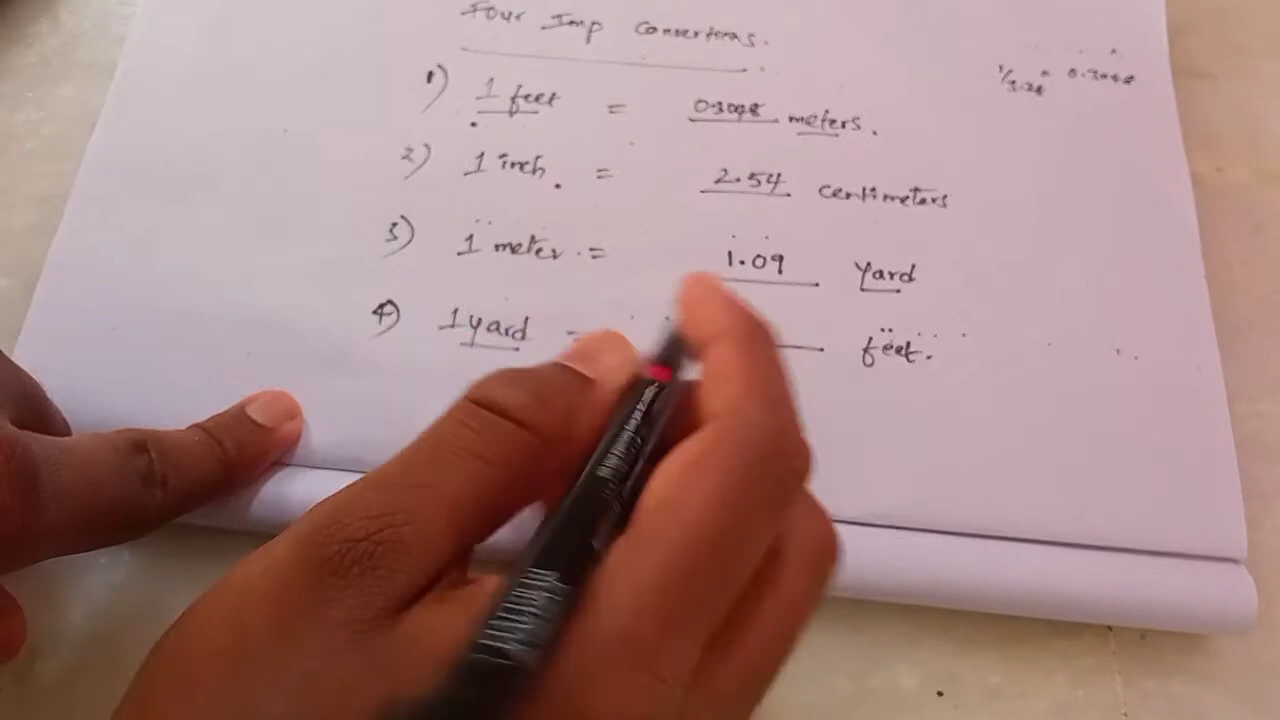 Four Imp Convertions.
1/3.28 = 0.3048
1) 1 feet = 0.3048 meters.
2) 1 inch. = 2.54 centimeters
3) 1 meter. = 1.09 Yard
4) 1 yard = feet.